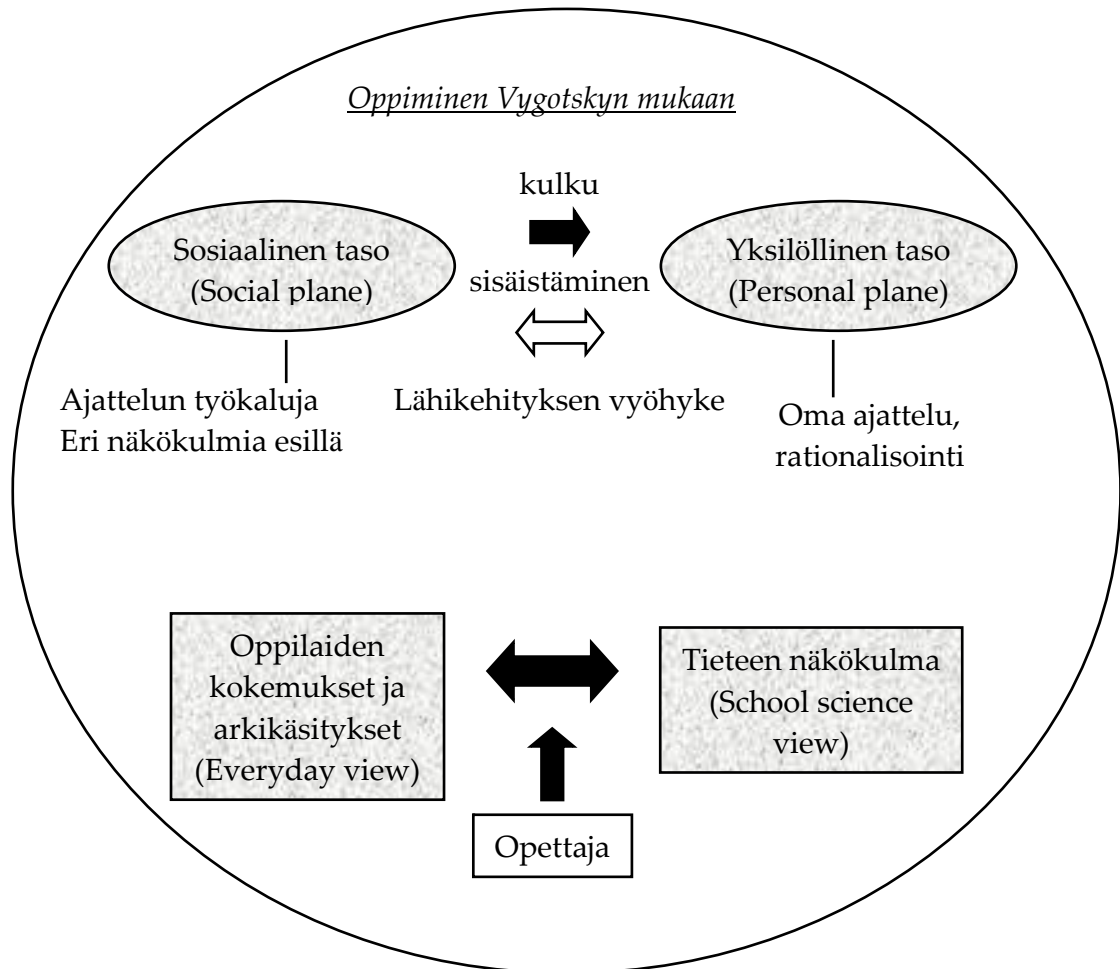 Oppiminen Vygotskyn mukaan
kulku
Sosiaalinen taso
(Social plane)
sisäistäminen
Yksilöllinen taso
(Personal plane)
Ajattelun työkaluja
Eri näkökulmia esillä
Lähikehityksen vyöhyke
Oma ajattelu,
rationalisointi
Oppilaiden
kokemukset ja
arkikäsitykset
(Everyday view)
Tieteen näkökulma
(School science
view)
Opettaja